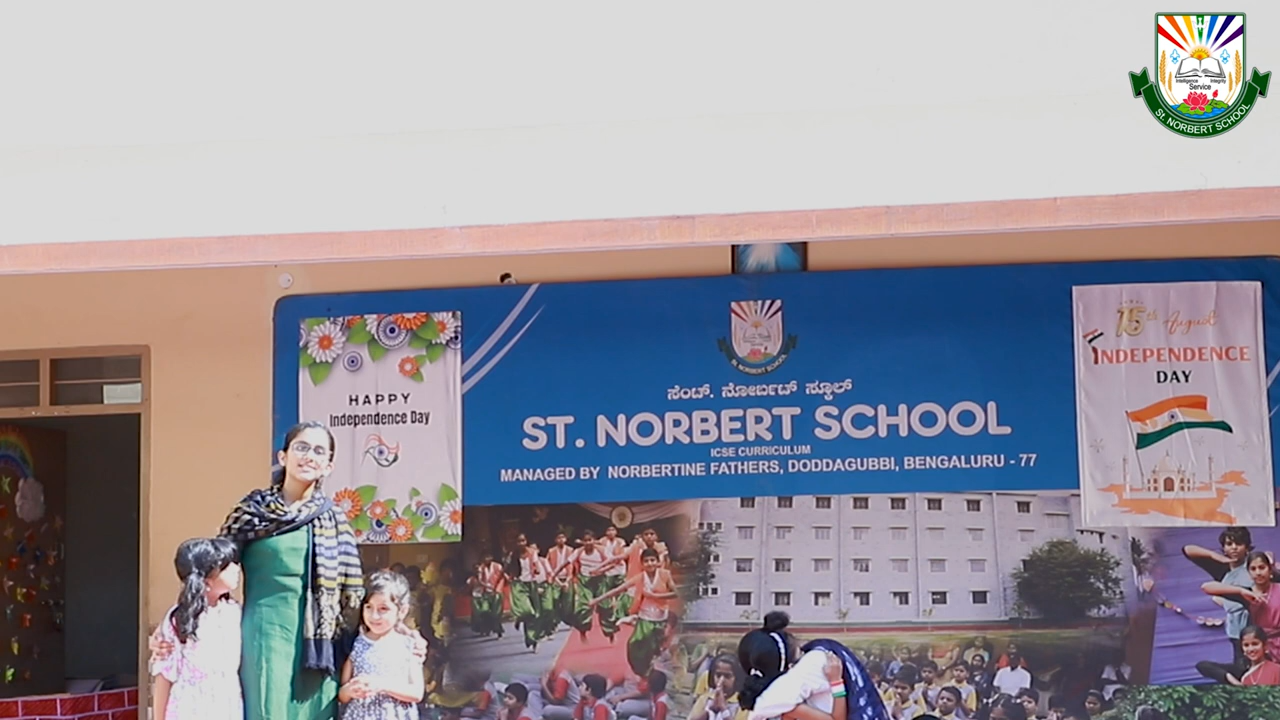 Intelligence Integrity
Service
St. NORBERT SCHOOL
HAPPY
Independence Day
ಸೆಂಟ್. ನೋರ್ಬರ್ಟ್ ಸ್ಕೂಲ್
ST. NORBERT SCHOOL
ICSE CURRICULUM
MANAGED BY NORBERTINE FATHERS, DODDAGUBBI, BENGALURU - 77
15th August
INDEPENDENCE
DAY